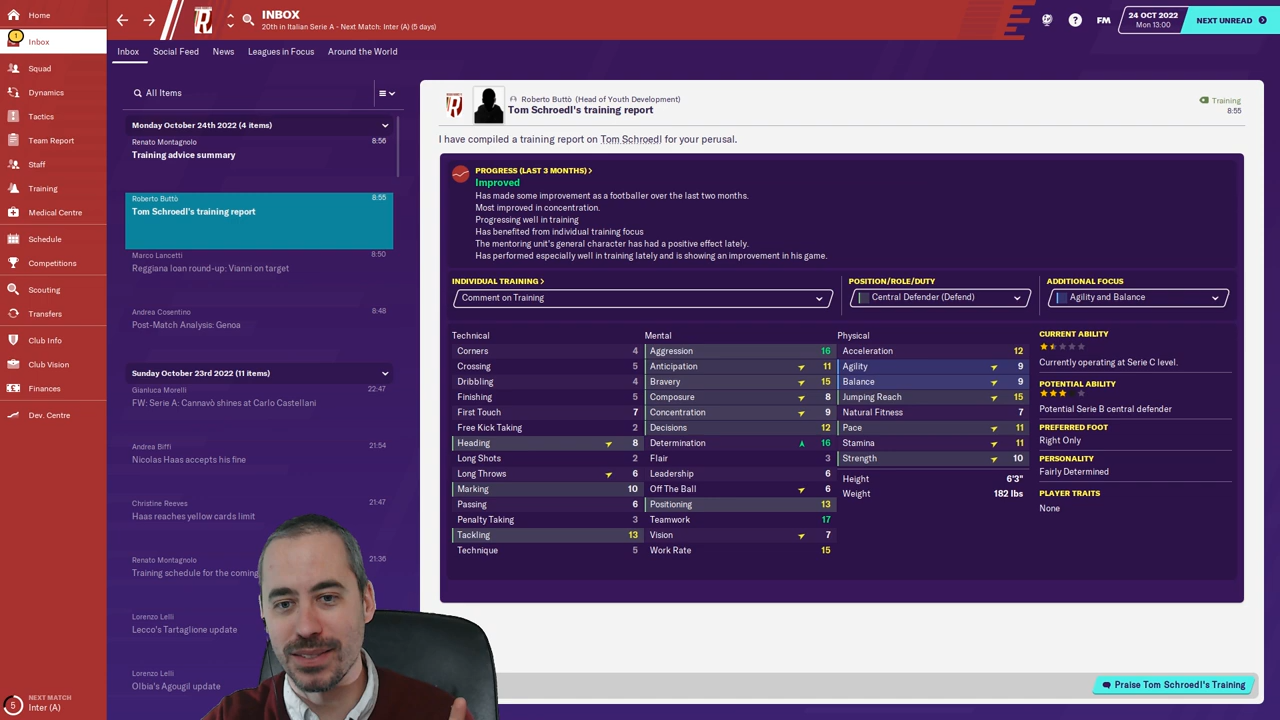 Home
INBOX
20th in Italian Serie A - Next Match: Inter (A) (5 days)
FM
24 OCT 2022
Mon 13:00
NEXT UNREAD
1
Inbox
Squad
Dynamics
Tactics
Team Report
Staff
Training
Medical Centre
Schedule
Competitions
Scouting
Transfers
Club Info
Club Vision
Finances
Dev. Centre
5
NEXT MATCH
Inter (A)
Inbox
Social Feed
News
Leagues in Focus
Around the World
All Items
Monday October 24th 2022 (4 items)
Renato Montagnolo 8:56
Training advice summary
Roberto Buttò 8:55
Tom Schroedl's training report
Marco Lancetti 8:50
Reggiana loan round-up: Vianni on target
Andrea Cosentino 8:48
Post-Match Analysis: Genoa
Sunday October 23rd 2022 (11 items)
Gianluca Morelli 22:47
FW: Serie A: Cannavò shines at Carlo Castellani
Andrea Biffi 21:54
Nicolas Haas accepts his fine
Christine Reeves 21:47
Haas reaches yellow cards limit
Renato Montagnolo 21:36
Training schedule for the coming
Lorenzo Lelli
Lecco's Tartaglione update
Lorenzo Lelli
Olbia's Agougil update
Roberto Buttò (Head of Youth Development)
Tom Schroedl's training report
Training
8:55
I have compiled a training report on Tom Schroedl for your perusal.
PROGRESS (LAST 3 MONTHS)
Improved
Has made some improvement as a footballer over the last two months.
Most improved in concentration.
Progressing well in training
Has benefited from individual training focus
The mentoring unit's general character has had a positive effect lately.
Has performed especially well in training lately and is showing an improvement in his game.
INDIVIDUAL TRAINING
Comment on Training
POSITION/ROLE/DUTY
Central Defender (Defend)
ADDITIONAL FOCUS
Agility and Balance
Technical
Corners 4
Crossing 5
Dribbling 4
Finishing 5
First Touch 7
Free Kick Taking 2
Heading 8
Long Shots 2
Long Throws 6
Marking 10
Passing 6
Penalty Taking 3
Tackling 13
Technique 5
Mental
Aggression 16
Anticipation 11
Bravery 15
Composure 8
Concentration 9
Decisions 12
Determination 16
Flair 3
Leadership 6
Off The Ball 6
Positioning 13
Teamwork 17
Vision 7
Work Rate 15
Physical
Acceleration 12
Agility 9
Balance 9
Jumping Reach 15
Natural Fitness 7
Pace 11
Stamina 11
Strength 10
Height 6'3"
Weight 182 lbs
CURRENT ABILITY
Currently operating at Serie C level.
POTENTIAL ABILITY
Potential Serie B central defender
PREFERRED FOOT
Right Only
PERSONALITY
Fairly Determined
PLAYER TRAITS
None
Praise Tom Schroedl's Training